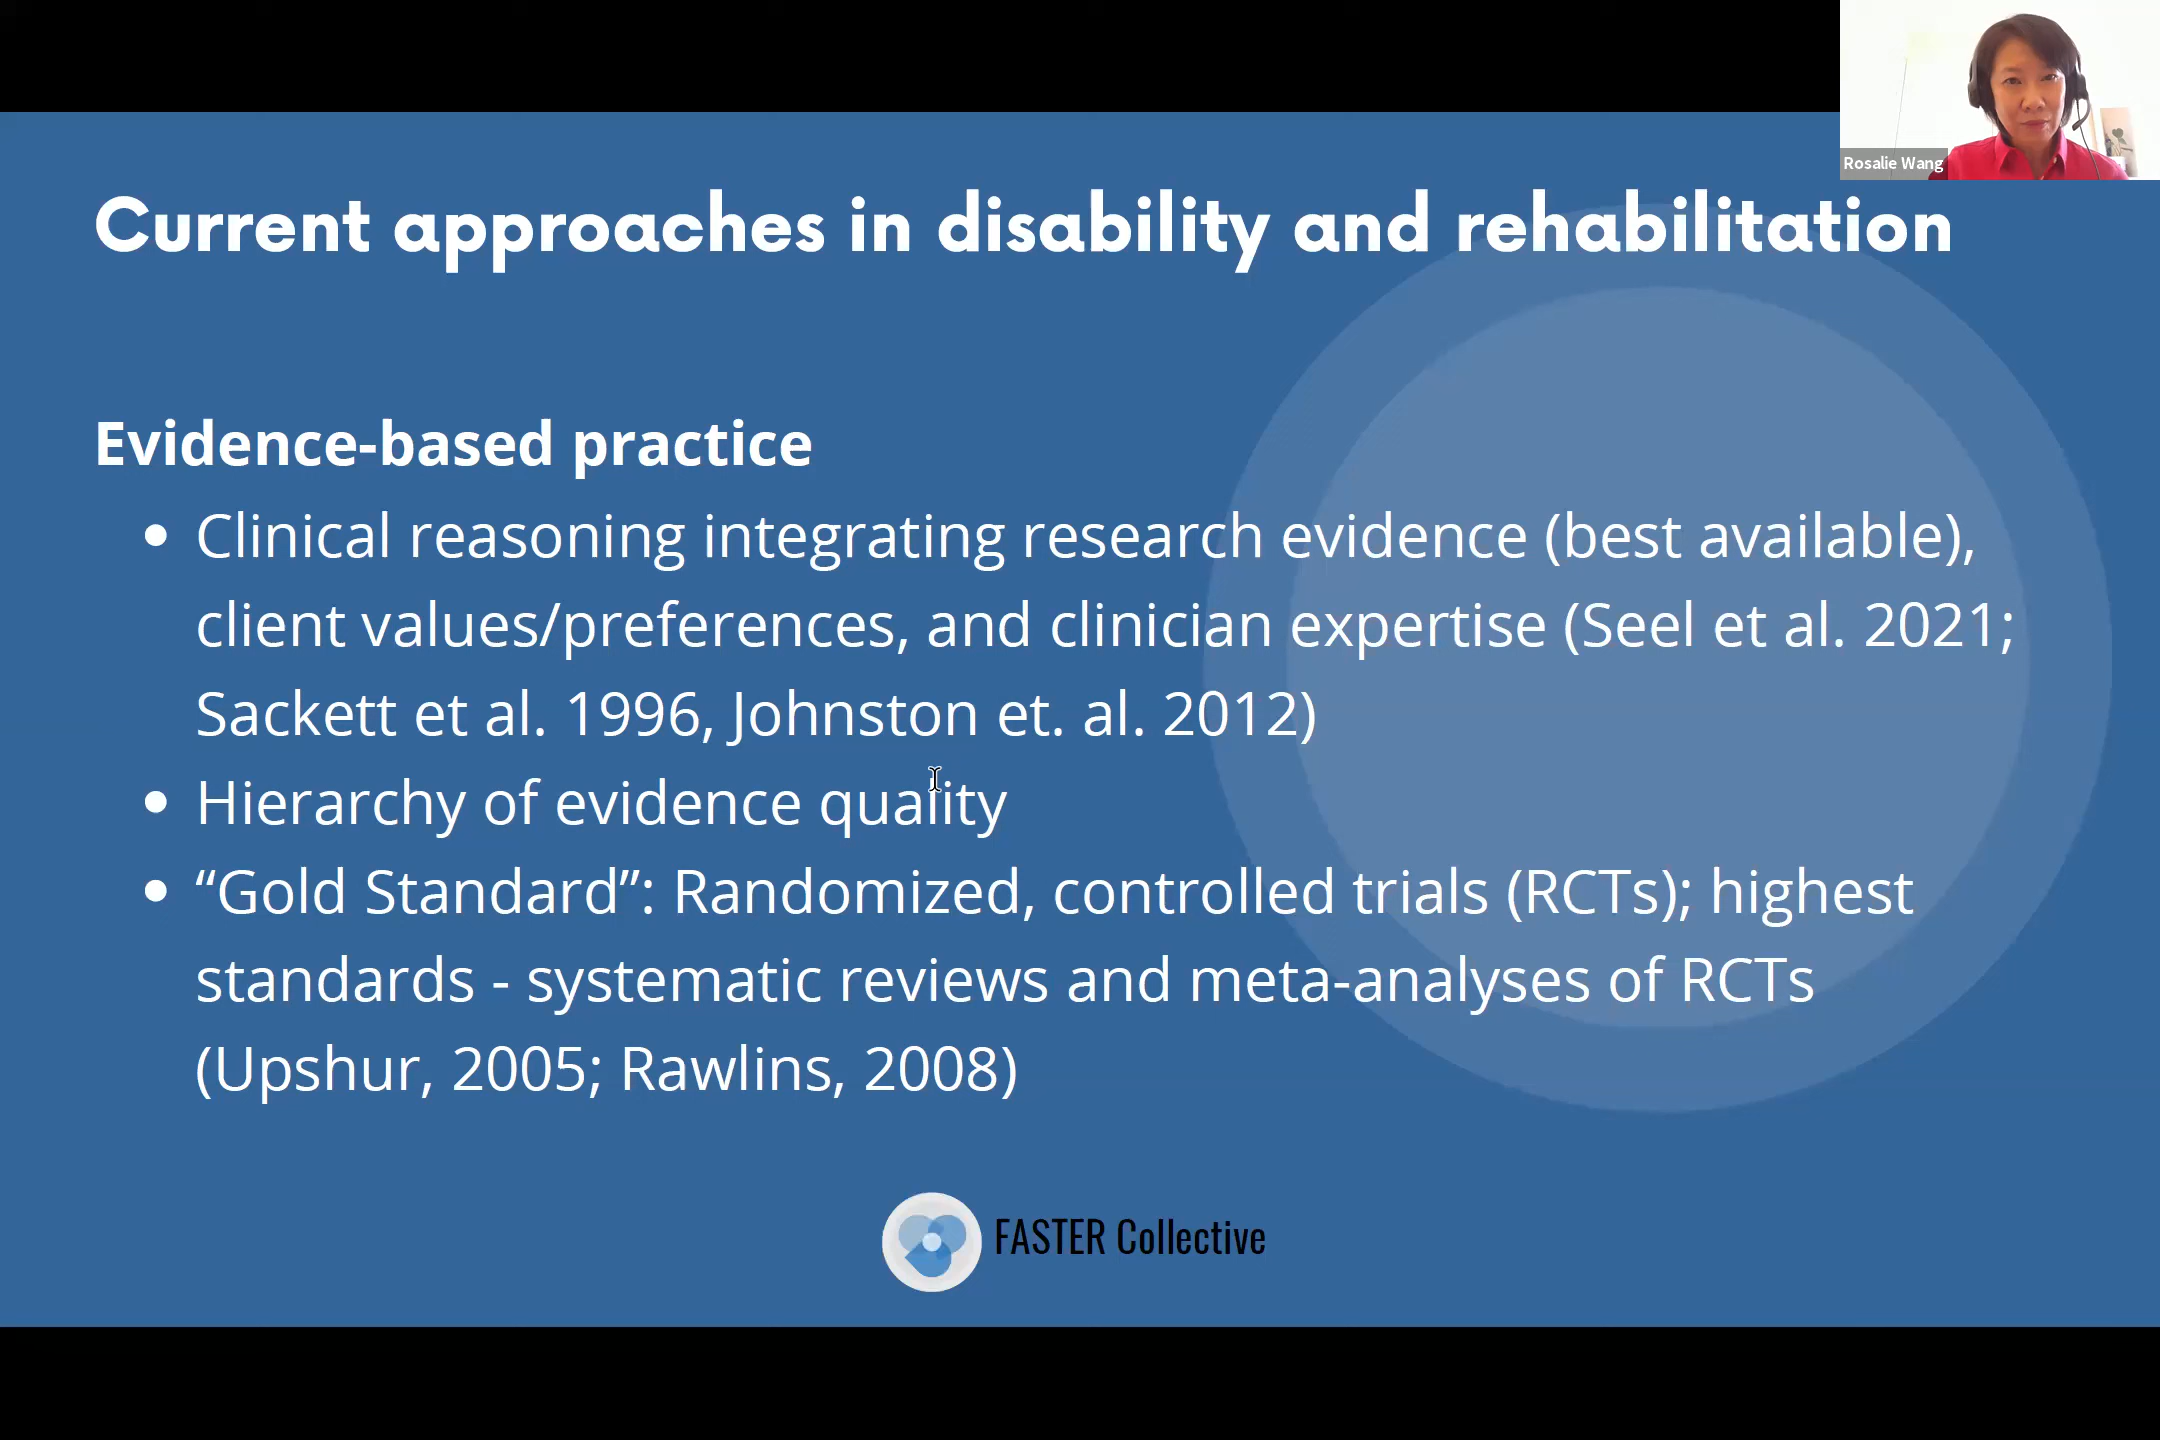 Rosalie Wang
Current approaches in disability and rehabilitation
Evidence-based practice
• Clinical reasoning integrating research evidence (best available),
client values/preferences, and clinician expertise (Seel et al. 2021;
Sackett et al. 1996, Johnston et. al. 2012)
• Hierarchy of evidence quality
• “Gold Standard”: Randomized, controlled trials (RCTs); highest
standards - systematic reviews and meta-analyses of RCTs
(Upshur, 2005; Rawlins, 2008)
FASTER Collective